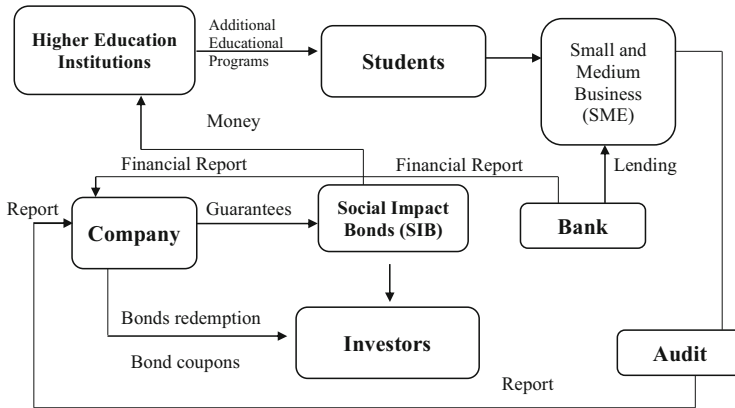 Higher Education
Institutions
Additional
Educational
Programs
Students
Small and
Medium
Business
(SME)
Money
Financial Report
Financial Report
Lending
Report
Company
Guarantees
Social Impact
Bonds (SIB)
Bank
Bonds redemption
Bond coupons
Investors
Audit
Report